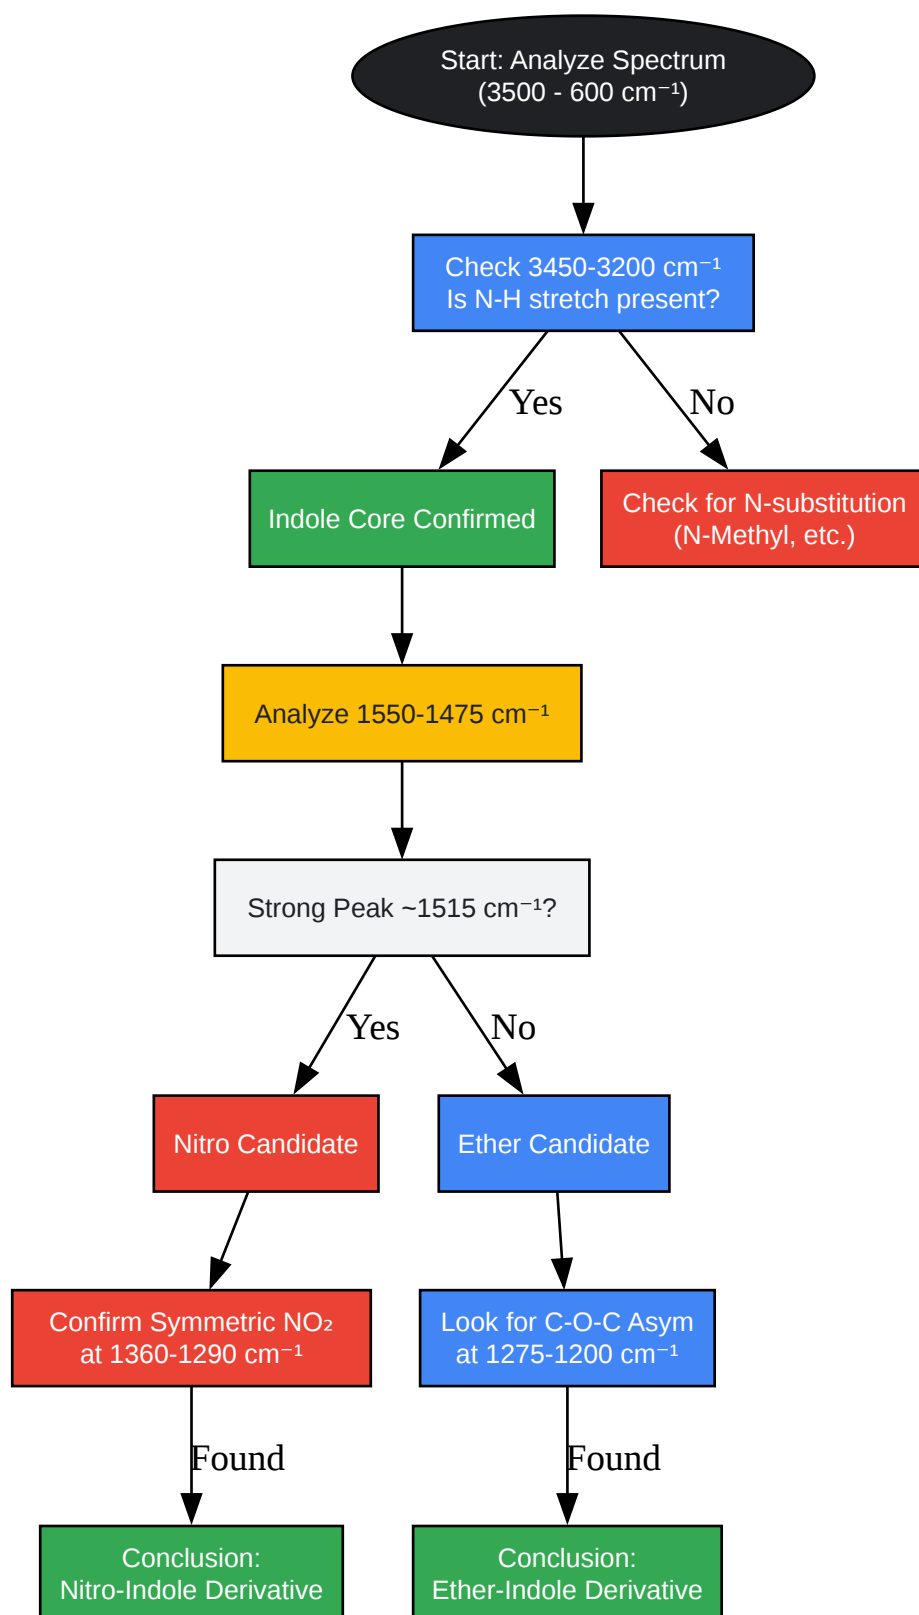 Start: Analyze Spectrum
(3500 - 600 cm⁻¹)
Check 3450-3200 cm⁻¹
Is N-H stretch present?
Yes
No
Indole Core Confirmed
Check for N-substitution
(N-Methyl, etc.)
Analyze 1550-1475 cm⁻¹
Strong Peak ~1515 cm⁻¹?
Yes
No
Nitro Candidate
Ether Candidate
Confirm Symmetric NO₂
at 1360-1290 cm⁻¹
Look for C-O-C Asym
at 1275-1200 cm⁻¹
Found
Found
Conclusion:
Nitro-Indole Derivative
Conclusion:
Ether-Indole Derivative